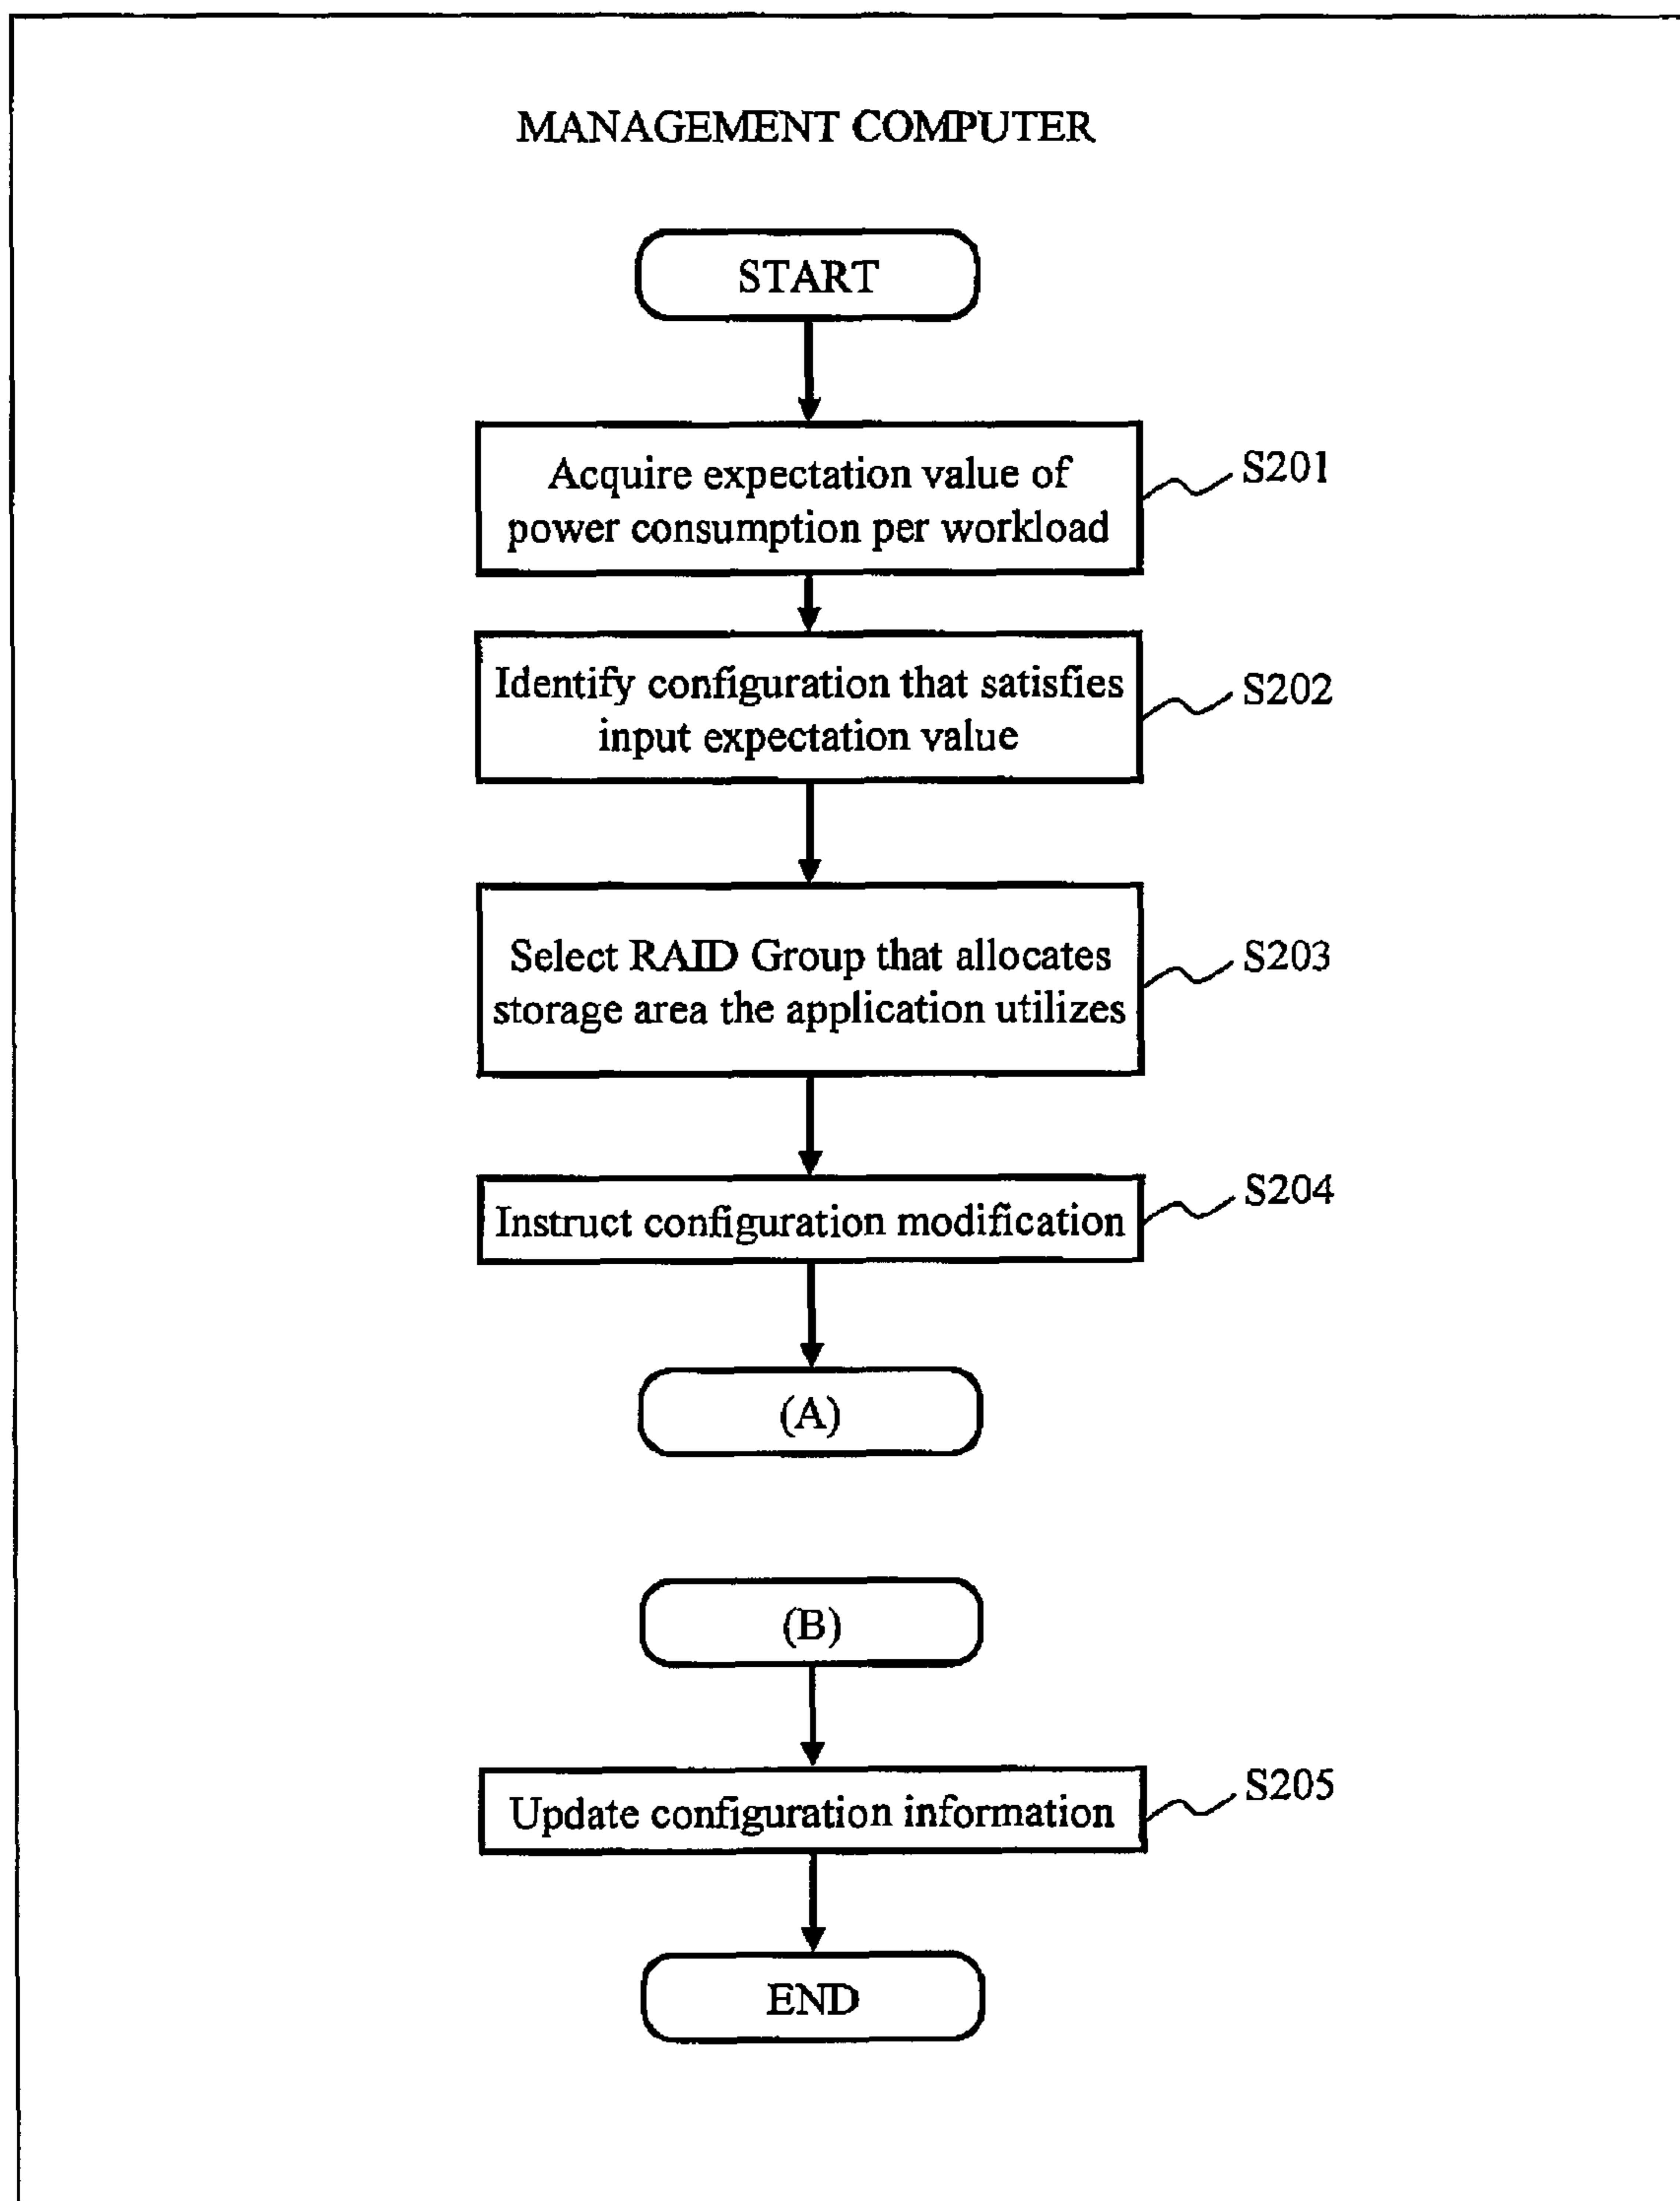 MANAGEMENT COMPUTER
START
Acquire expectation value of
power consumption per workload
S201
Identify configuration that satisfies
input expectation value
S202
Select RAID Group that allocates
storage area the application utilizes
S203
Instruct configuration modification
S204
(A)
(B)
Update configuration information
S205
END